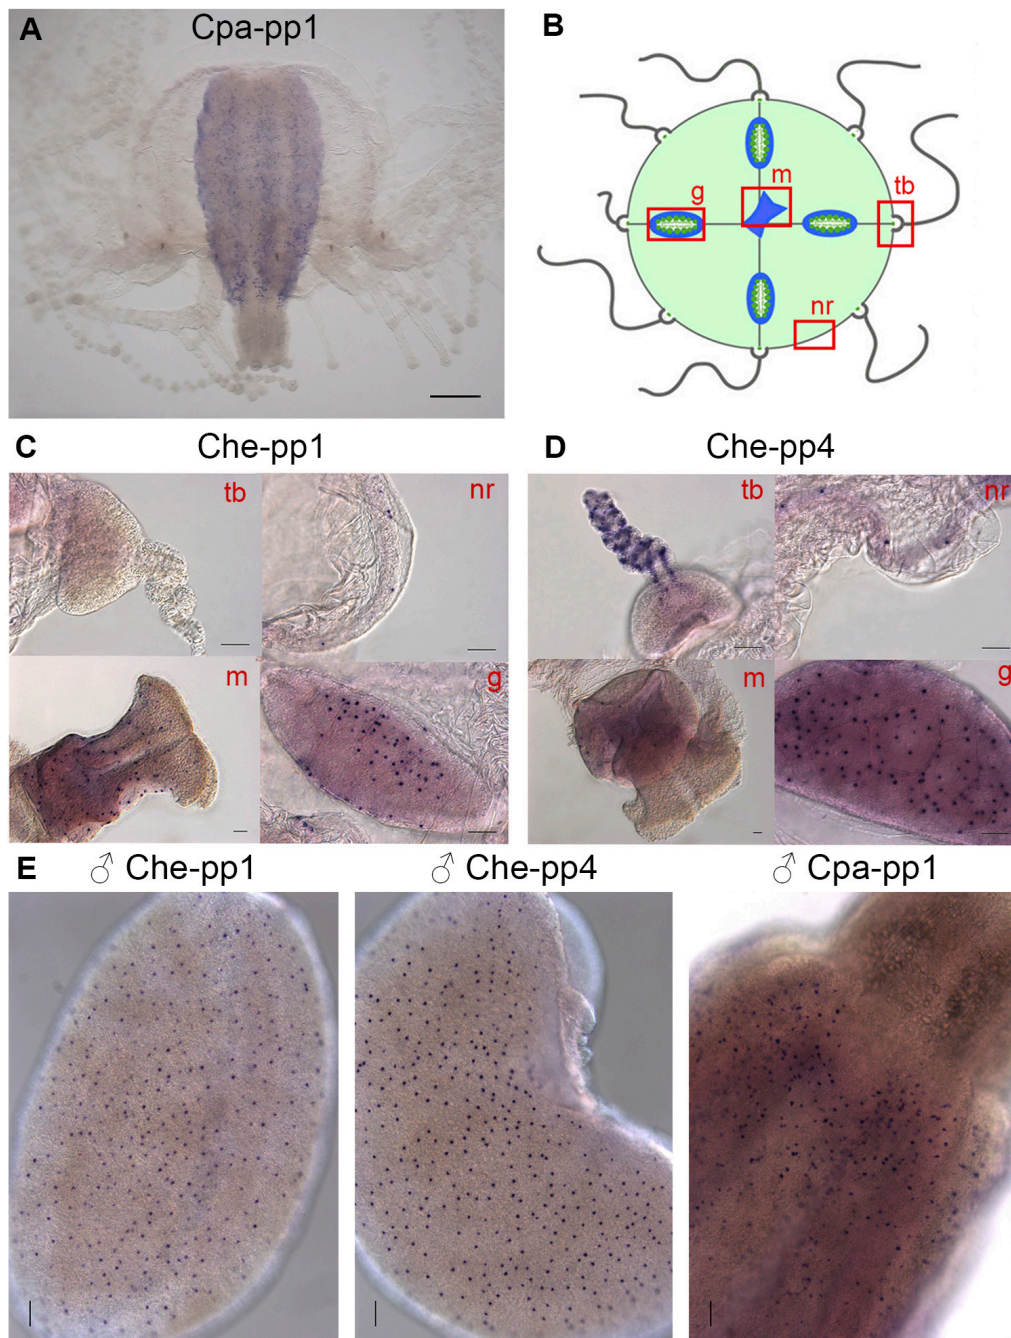 A
Cpa-pp1
B
g
m
tb
nr
C
Che-pp1
tb
nr
m
g
D
Che-pp4
tb
nr
m
g
E
♂ Che-pp1
♂ Che-pp4
♂ Cpa-pp1